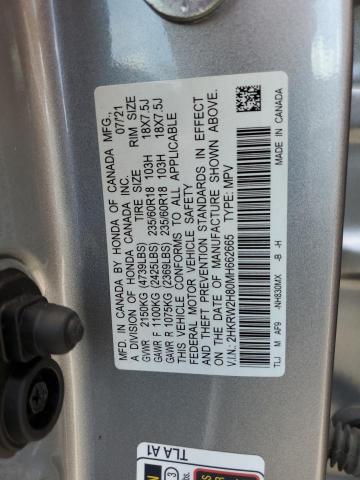 MFD. IN CANADA BY HONDA OF CANADA MFG.,
A DIVISION OF HONDA CANADA INC. 07/21
TIRE SIZE RIM SIZE
GVWR 2150KG (4739LBS)
GAWR F 1100KG (2425LBS) 235/60R18 103H 18X7.5J
GAWR R 1075KG (2369LBS) 235/60R18 103H 18X7.5J
THIS VEHICLE CONFORMS TO ALL APPLICABLE
FEDERAL MOTOR VEHICLE SAFETY
AND THEFT PREVENTION STANDARDS IN EFFECT
ON THE DATE OF MANUFACTURE SHOWN ABOVE.
V.I.N.: 2HKRW2H80MH662665 TYPE: MPV
TLJ M AF9 -NH830MX -B -H MADE IN CANADA
TLA A1
3